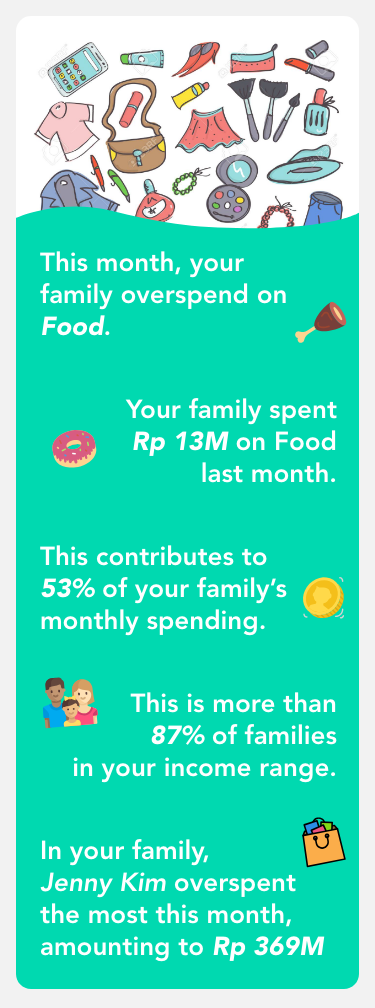 This month, your
family overspend on
Food.
Your family spent
Rp 13M on Food
last month.
This contributes to
53% of your family’s
monthly spending.
This is more than
87% of families
in your income range.
In your family,
Jenny Kim overspent
the most this month,
amounting to Rp 369M